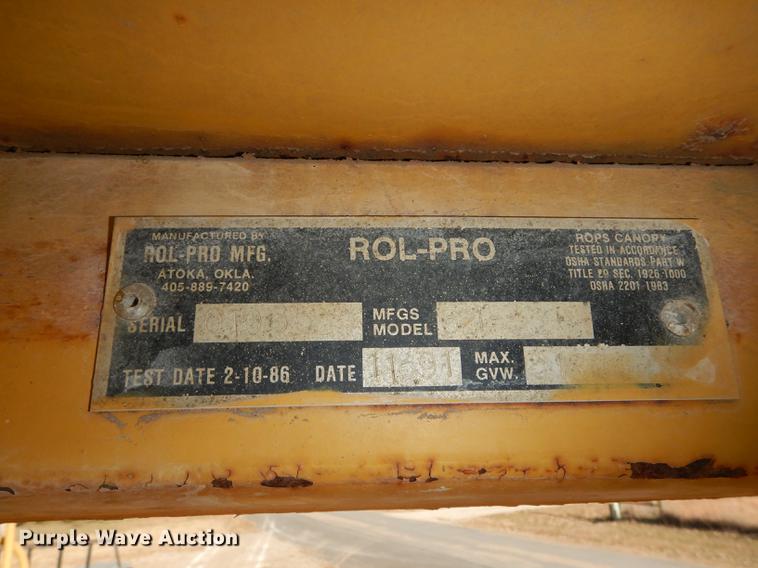 MANUFACTURED BY
ROL-PRO MFG.
ATOKA, OKLA.
405-889-7420
ROL-PRO
ROPS CANOPY
TESTED IN ACCORDANCE
OSHA STANDARDS PART W
TITLE 29 SEC. 1926-1000
OSHA 2201 1983
SERIAL
MFGS
MODEL
TEST DATE 2-10-86
DATE 11-91
MAX.
GVW.
Purple Wave Auction